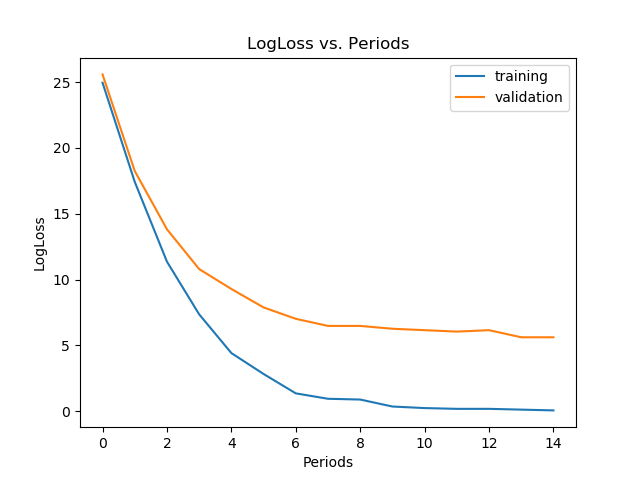 LogLoss vs. Periods
training
validation
LogLoss
25
20
15
10
5
0
0 2 4 6 8 10 12 14
Periods